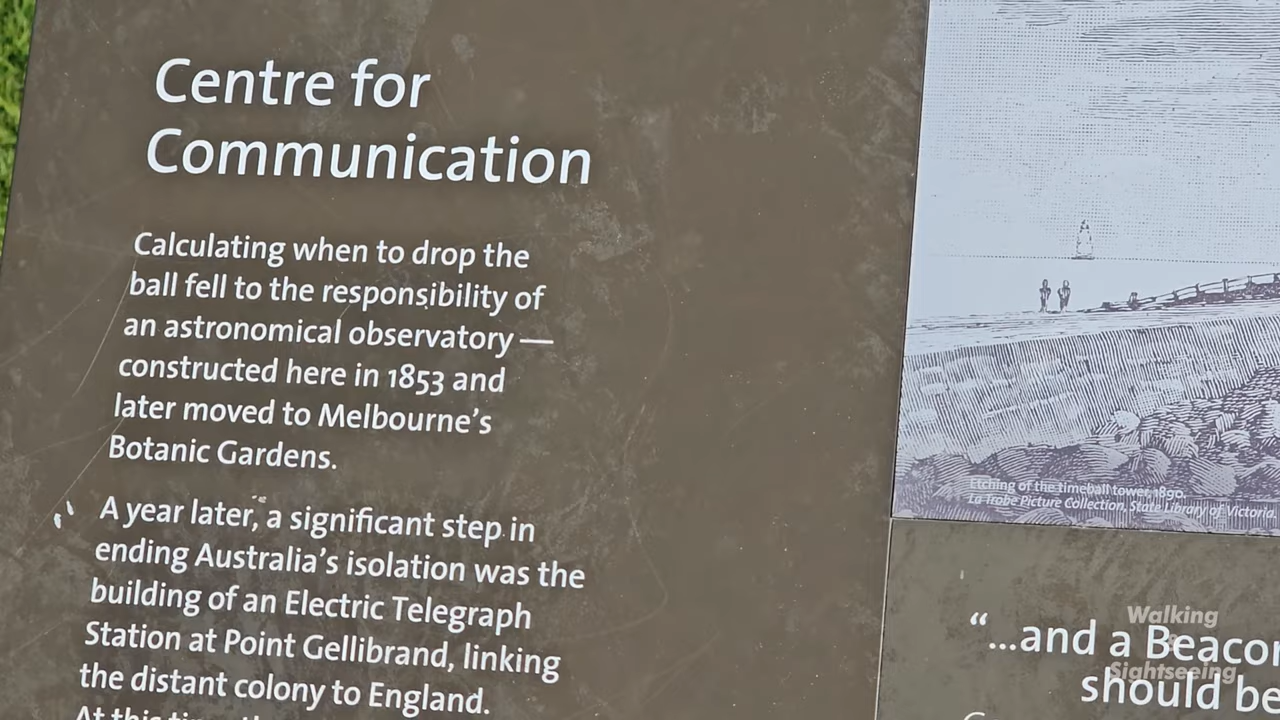 Centre for
Communication
Calculating when to drop the
ball fell to the responsibility of
an astronomical observatory —
constructed here in 1853 and
later moved to Melbourne's
Botanic Gardens.
A year later, a significant step in
ending Australia's isolation was the
building of an Electric Telegraph
Station at Point Gellibrand, linking
the distant colony to England.
At this
Etching of the timeball tower, 1890.
La Trobe Picture Collection, State Library of Victoria
“...and a Beacon
should be
Walking
Sightseeing